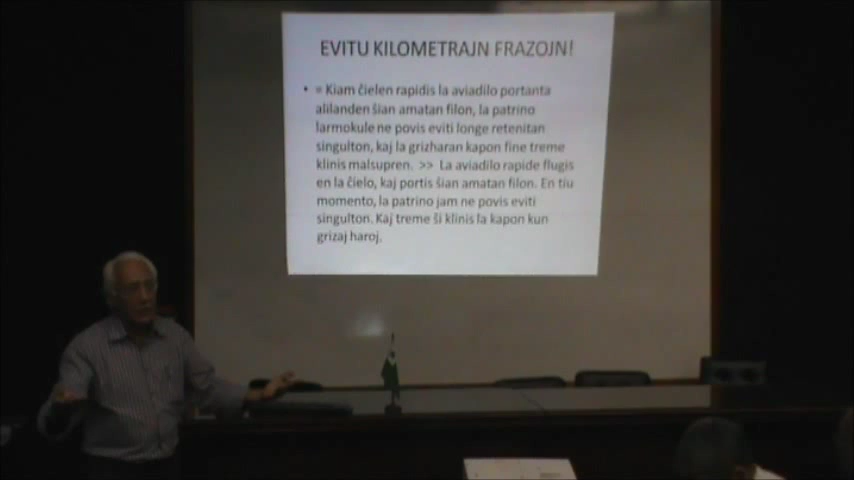 EVITU KILOMETRAJN FRAZOJN!
• = Kiam ĉielen rapidis la aviadilo portanta
alilanden ŝian amatan filon, la patrino
larmokule ne povis eviti longe retenitan
singulton, kaj la grizharan kapon fine treme
klinis malsupren. >> La aviadilo rapide flugis
en la ĉielo, kaj portis ŝian amatan filon. En tiu
momento, la patrino jam ne povis eviti
singulton. Kaj treme ŝi klinis la kapon kun
grizaj haroj.